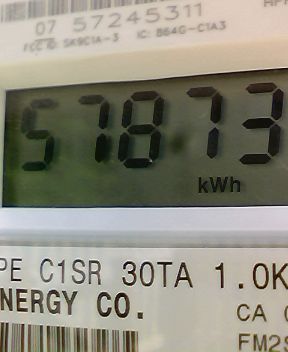 07 57245311
FCC ID: SK9C1A-3 IC: 864G-C1A3
57873
kWh
PE C1SR 30TA 1.0K
NERGY CO.
CA
FM2S